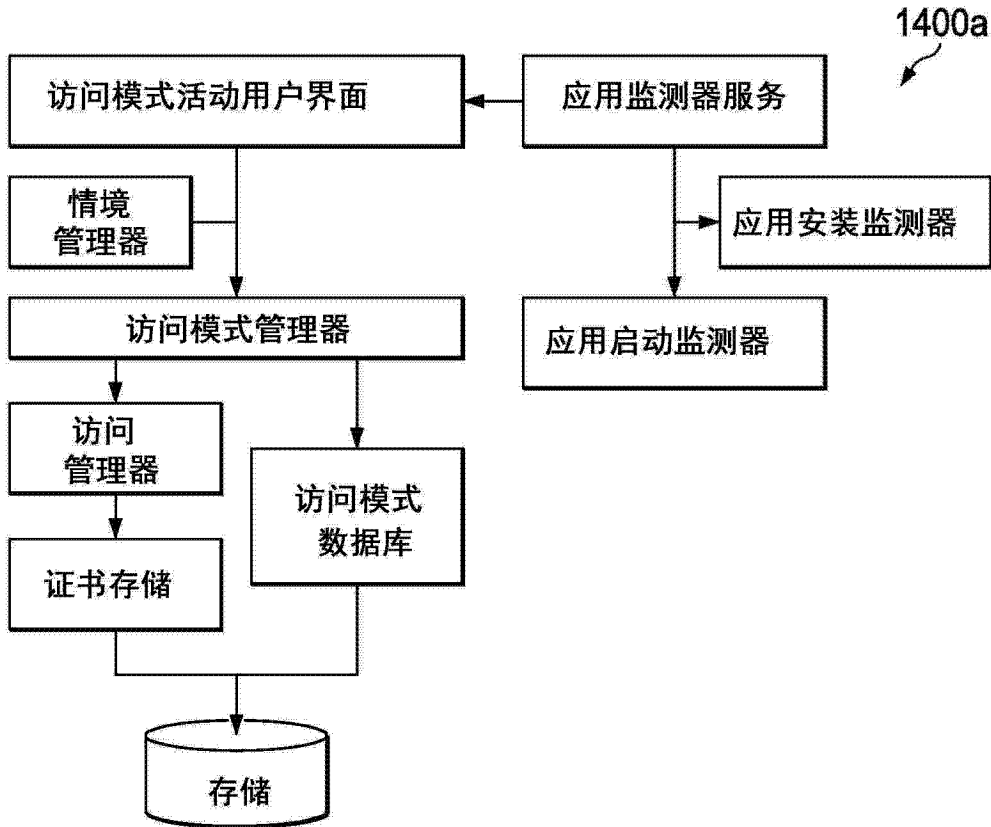 1400a
访问模式活动用户界面
应用监测器服务
情境
管理器
应用安装监测器
访问模式管理器
应用启动监测器
访问
管理器
访问模式
数据库
证书存储
存储